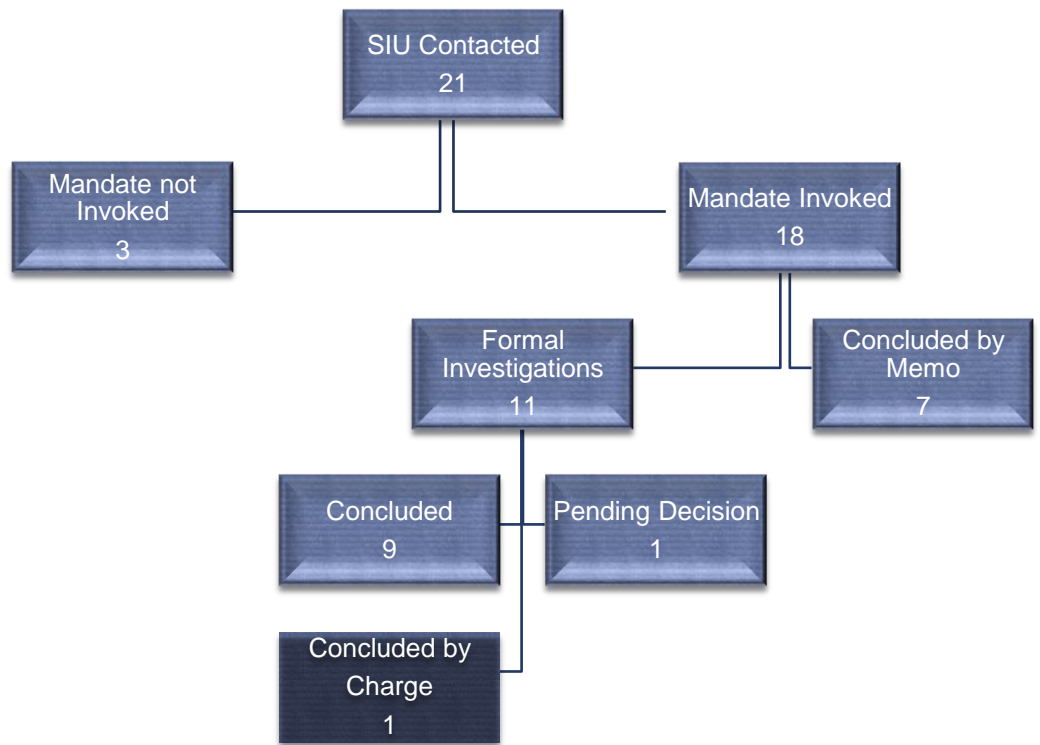 SIU Contacted
21
Mandate not
Invoked
3
Mandate Invoked
18
Formal
Investigations
11
Concluded by
Memo
7
Concluded
9
Pending Decision
1
Concluded by
Charge
1